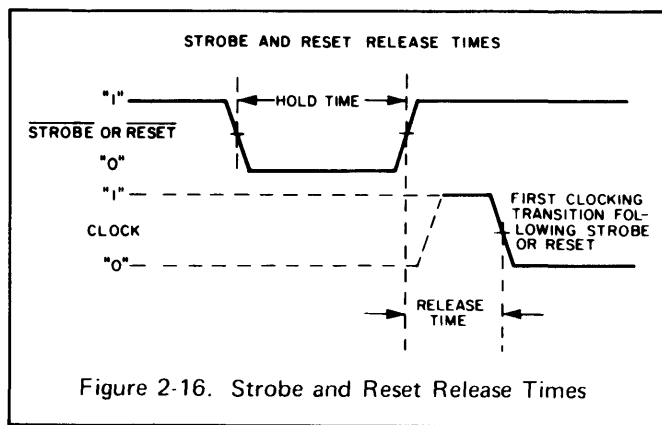 STROBE AND RESET RELEASE TIMES
"1"
HOLD TIME
STROBE OR RESET
"0"
"1"
CLOCK
"0"
FIRST CLOCKING
TRANSITION FOL-
LOWING STROBE
OR RESET
RELEASE
TIME
Figure 2-16. Strobe and Reset Release Times